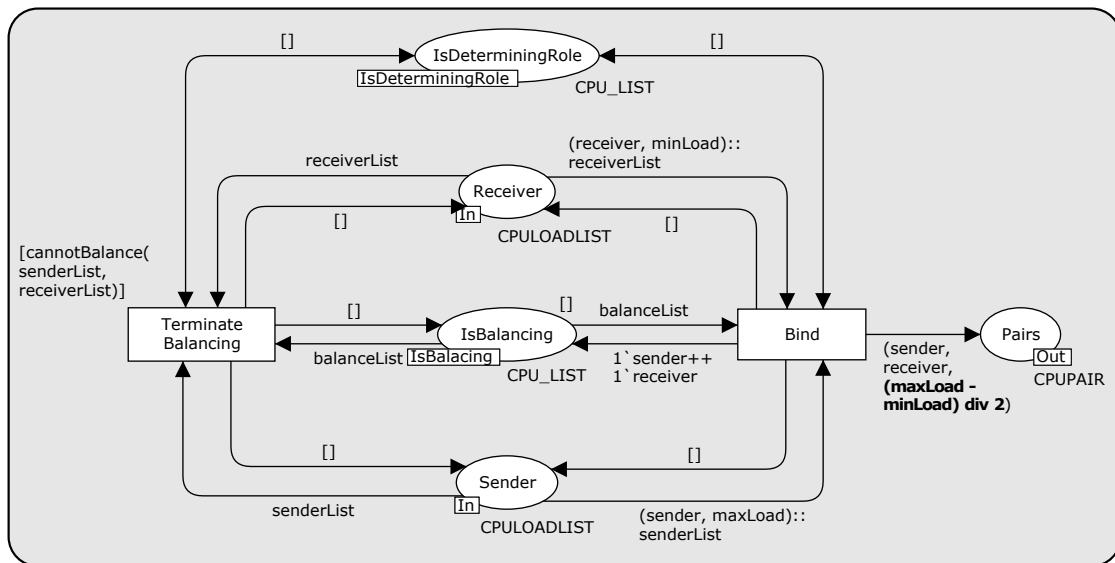 []
[]
IsDeterminingRole
IsDeterminingRole
CPU_LIST
receiverList
(receiver, minLoad)::
receiverList
Receiver
In
[]
[]
CPULOADLIST
[cannotBalance(
senderList,
receiverList)]
Terminate
Balancing
[]
[]
balanceList
IsBalancing
balanceList
IsBalacing
CPU_LIST
1`sender++
1`receiver
Bind
Pairs
Out
CPUPAIR
(sender,
receiver,
(maxLoad -
minLoad) div 2)
[]
[]
Sender
In
senderList
CPULOADLIST
(sender, maxLoad)::
senderList